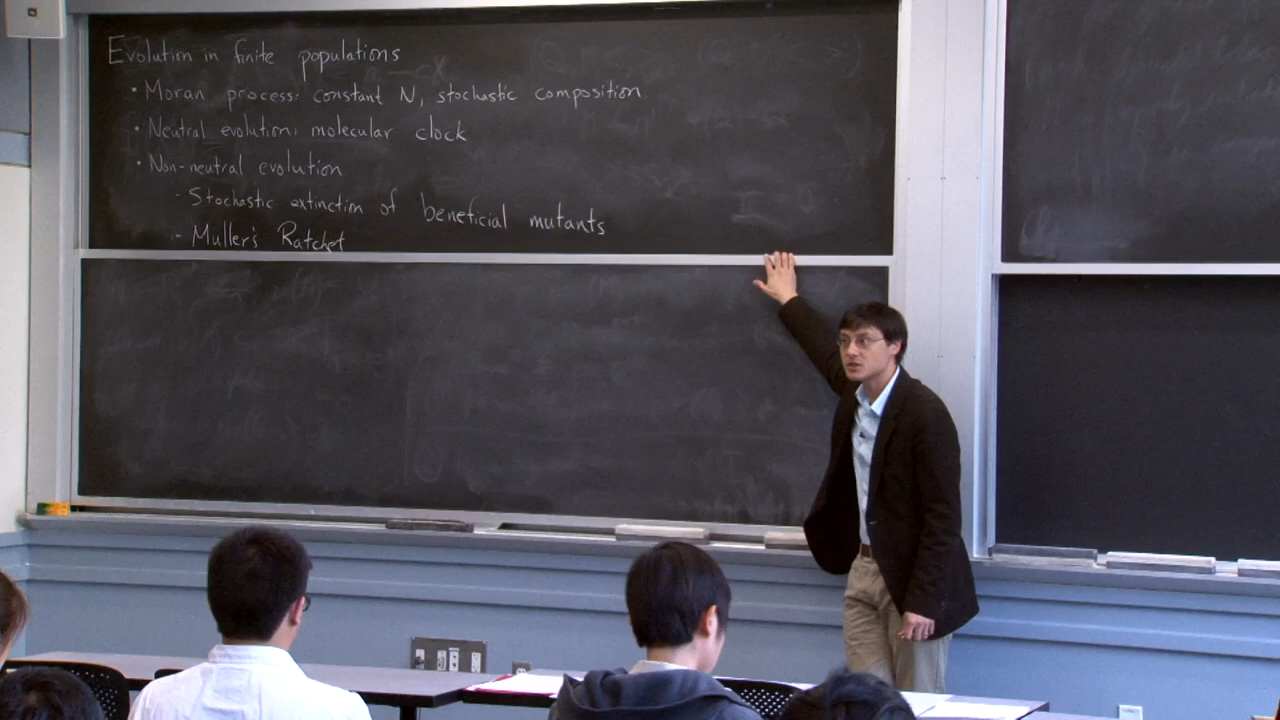 Evolution in finite populations
• Moran process: constant N, stochastic composition
• Neutral evolution: molecular clock
• Non-neutral evolution
- Stochastic extinction of beneficial mutants
- Muller's Ratchet